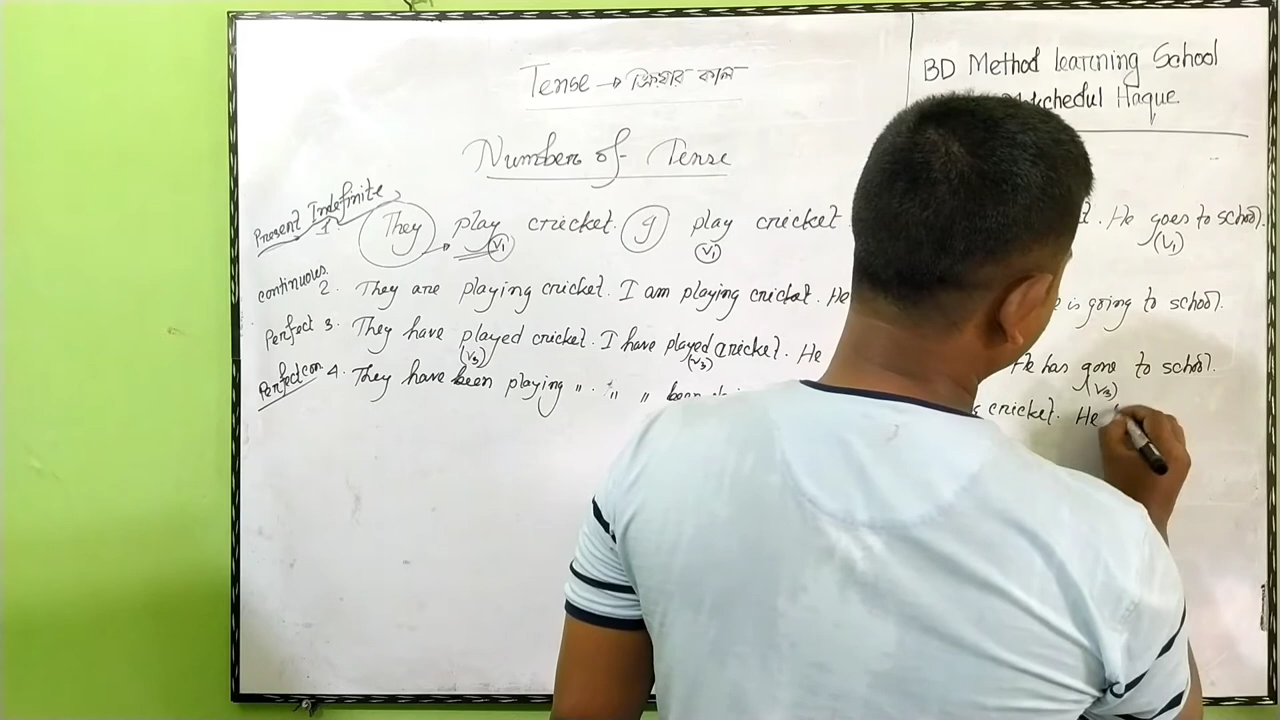 Tense → ক্রিয়ার কাল
BD Method learning School
Haque
Number of Tense
Present Indefinite
1 They play cricket. I play cricket . He goes to school.
(V1) (V1) (V1)
continuous 2. They are playing cricket. I am playing cricket. He is going to school.
Perfect 3. They have played cricket. I have played cricket. He He has gone to school.
(V3) (V3) (V3)
Perfect con 4. They have been playing " . " " been cricket. He